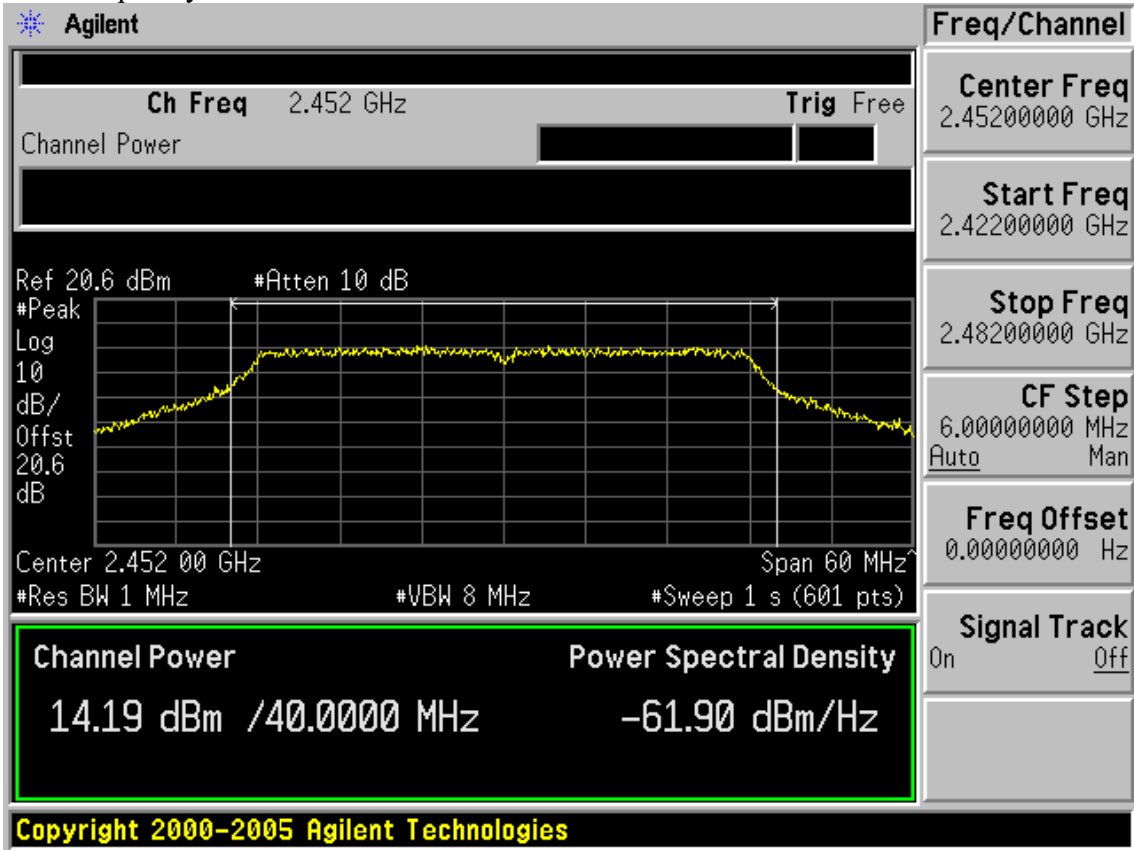 Agilent
Freq/Channel
Ch Freq 2.452 GHz Trig Free
Channel Power
Center Freq
2.45200000 GHz
Start Freq
2.42200000 GHz
Stop Freq
2.48200000 GHz
CF Step
6.00000000 MHz
Auto Man
Freq Offset
0.00000000 Hz
Signal Track
On Off
Ref 20.6 dBm #Atten 10 dB
#Peak
Log
10
dB/
Offst
20.6
dB
Center 2.452 00 GHz Span 60 MHz^
#Res BW 1 MHz #VBW 8 MHz #Sweep 1 s (601 pts)
Channel Power Power Spectral Density
14.19 dBm /40.0000 MHz -61.90 dBm/Hz
Copyright 2000-2005 Agilent Technologies